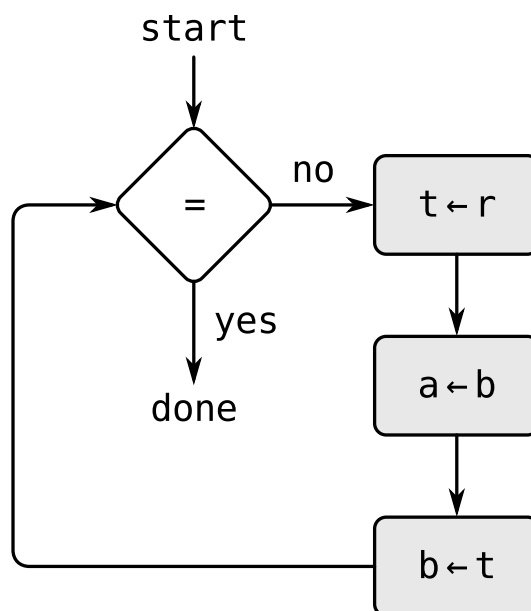 start
=
no
t←r
yes
a←b
done
b←t